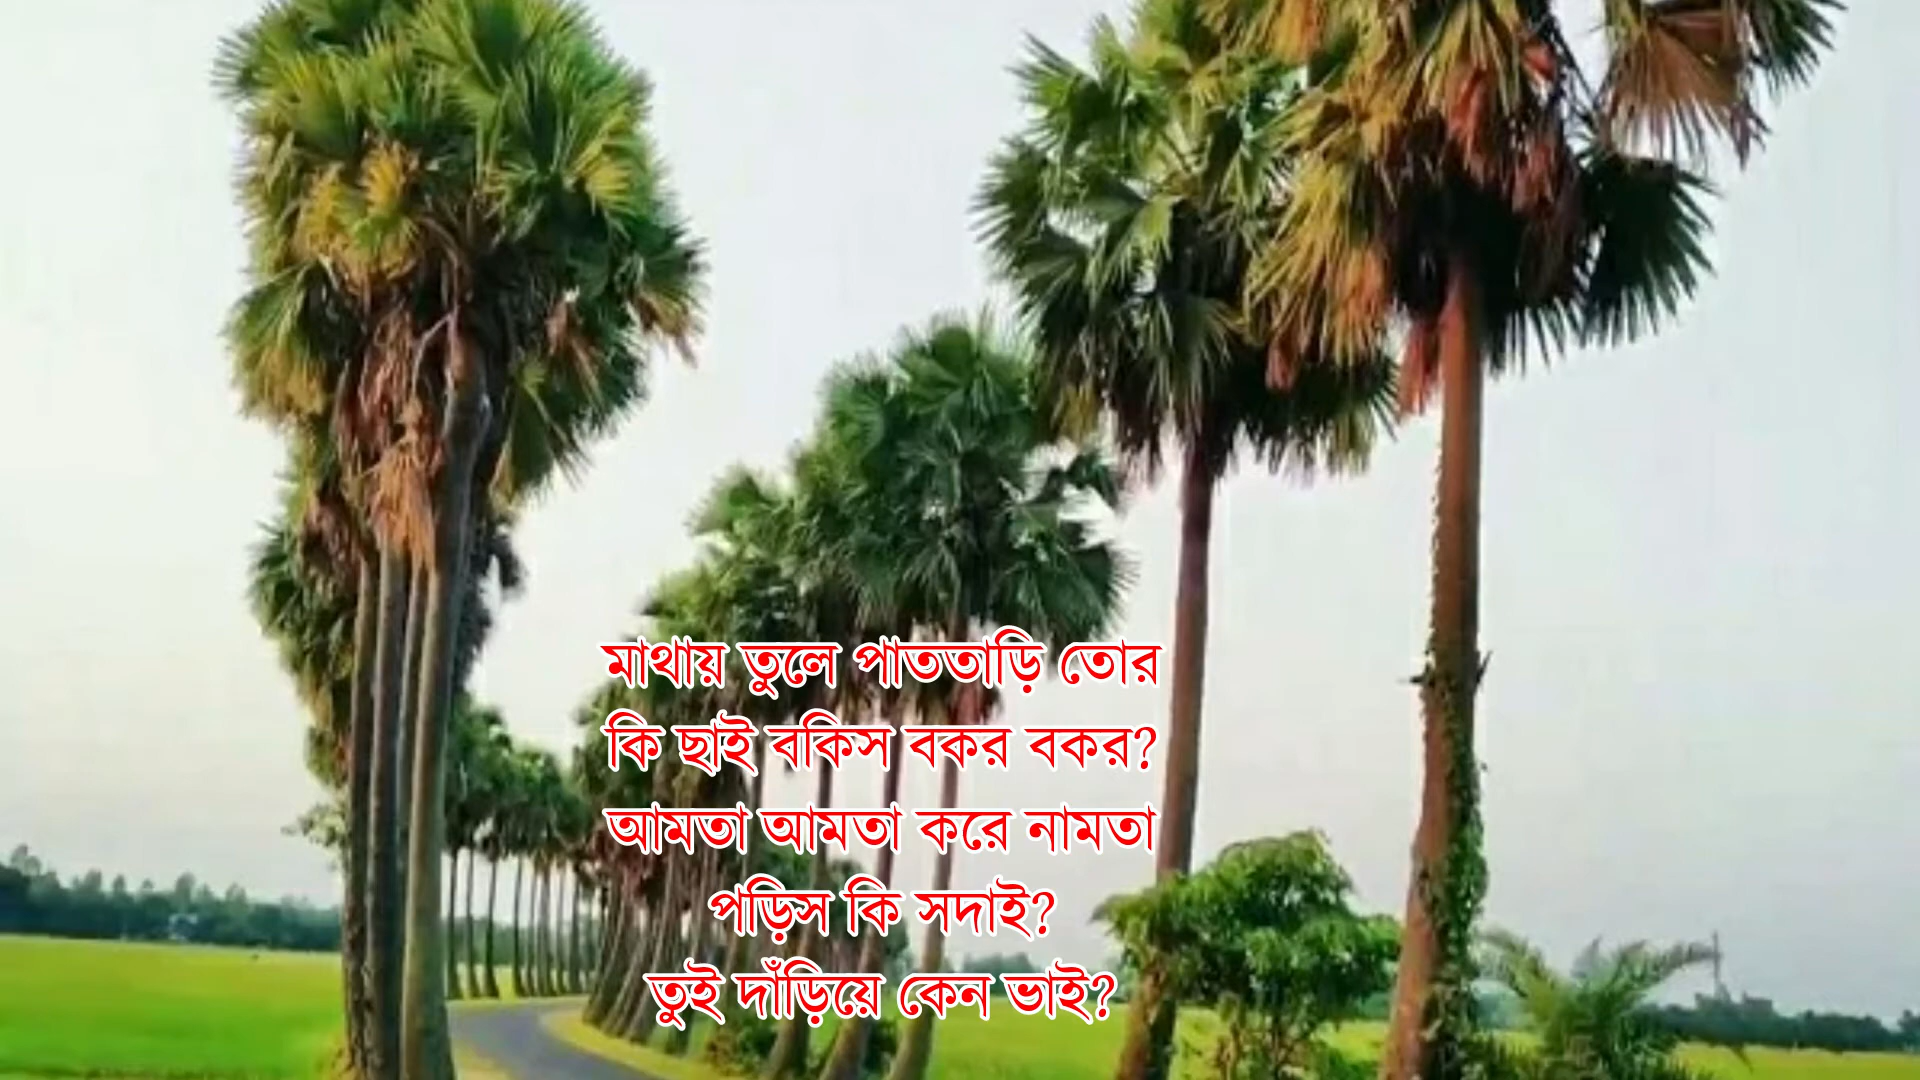 মাথায় তুলে পাততাড়ি তোর
কি ছাই বকিস বকর বকর?
আমতা আমতা করে নামতা
পড়িস কি সদাই?
তুই দাঁড়িয়ে কেন ভাই?